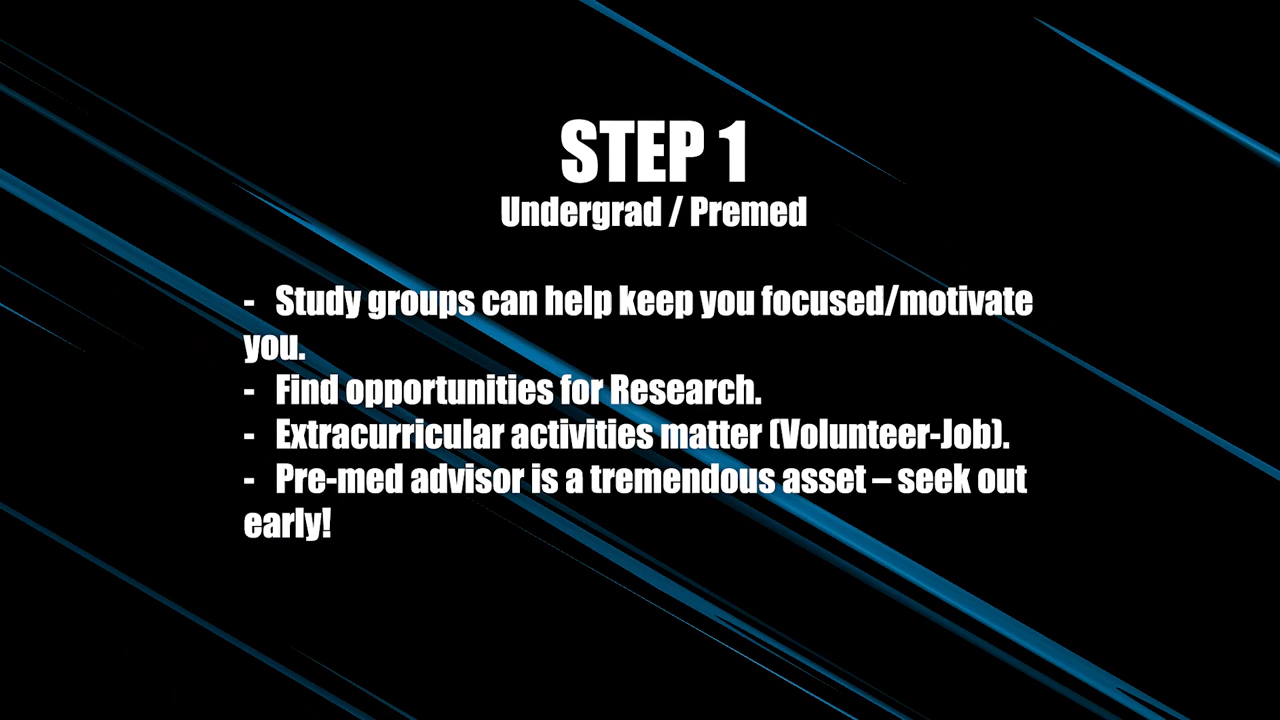 STEP 1
Undergrad / Premed
- Study groups can help keep you focused/motivate
you.
- Find opportunities for Research.
- Extracurricular activities matter (Volunteer-Job).
- Pre-med advisor is a tremendous asset – seek out
early!